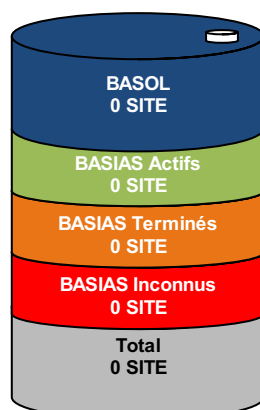 BASOL
0 SITE
BASIAS Actifs
0 SITE
BASIAS Terminés
0 SITE
BASIAS Inconnus
0 SITE
Total
0 SITE